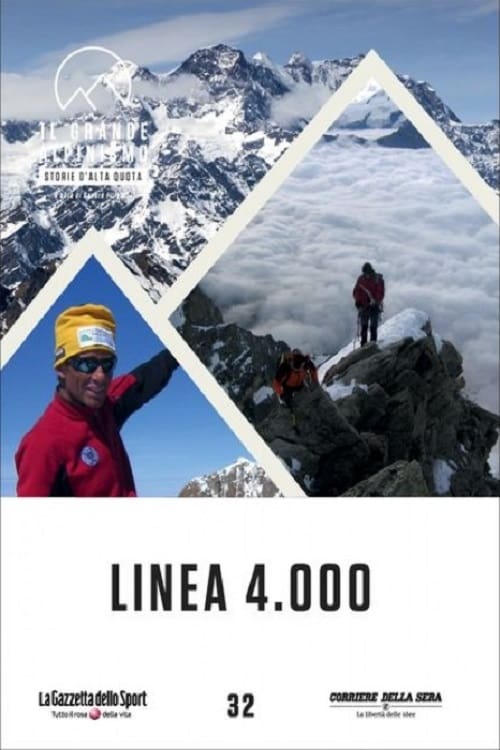 IL GRANDE
ALPINISMO
STORIE D'ALTA QUOTA
LINEA 4.000
La Gazzetta dello Sport
Tutto il rosa della vita
32
CORRIERE DELLA SERA
La libertà delle idee